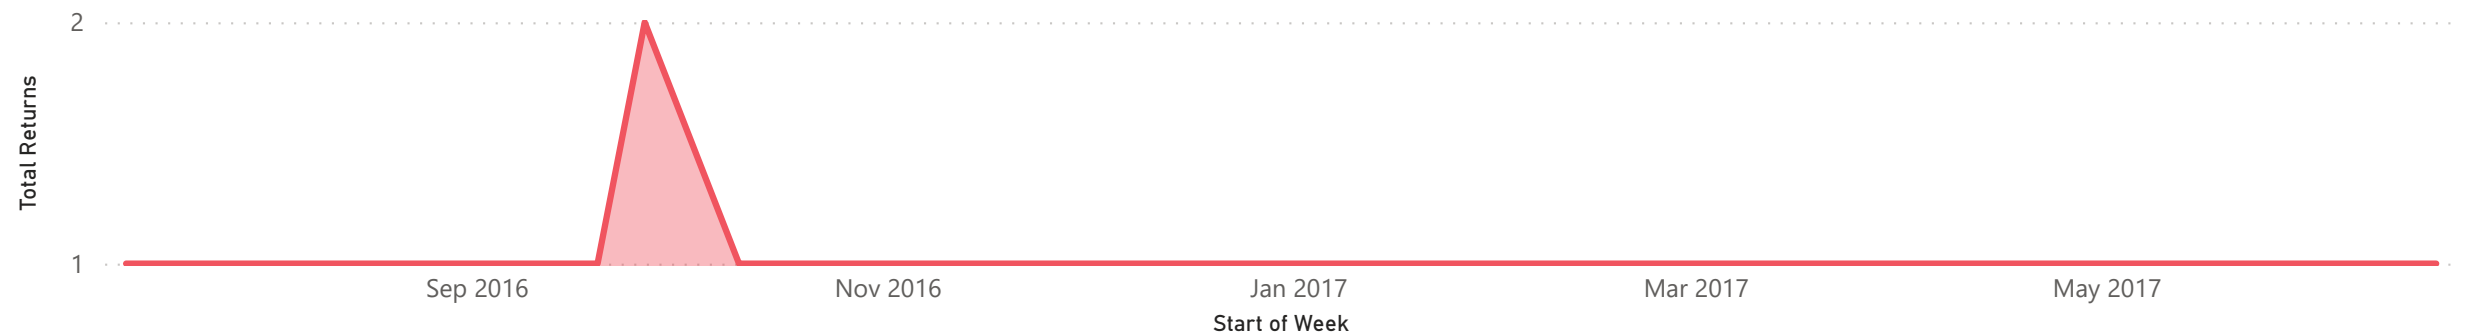 2
Total Returns
1
Sep 2016
Nov 2016
Jan 2017
Mar 2017
May 2017
Start of Week